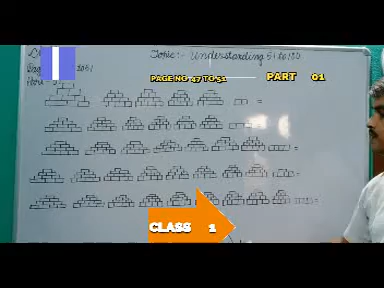 Topic:- Understanding 51 to 100
PAGE NO. 47 TO 51 PART 01
CLASS 1